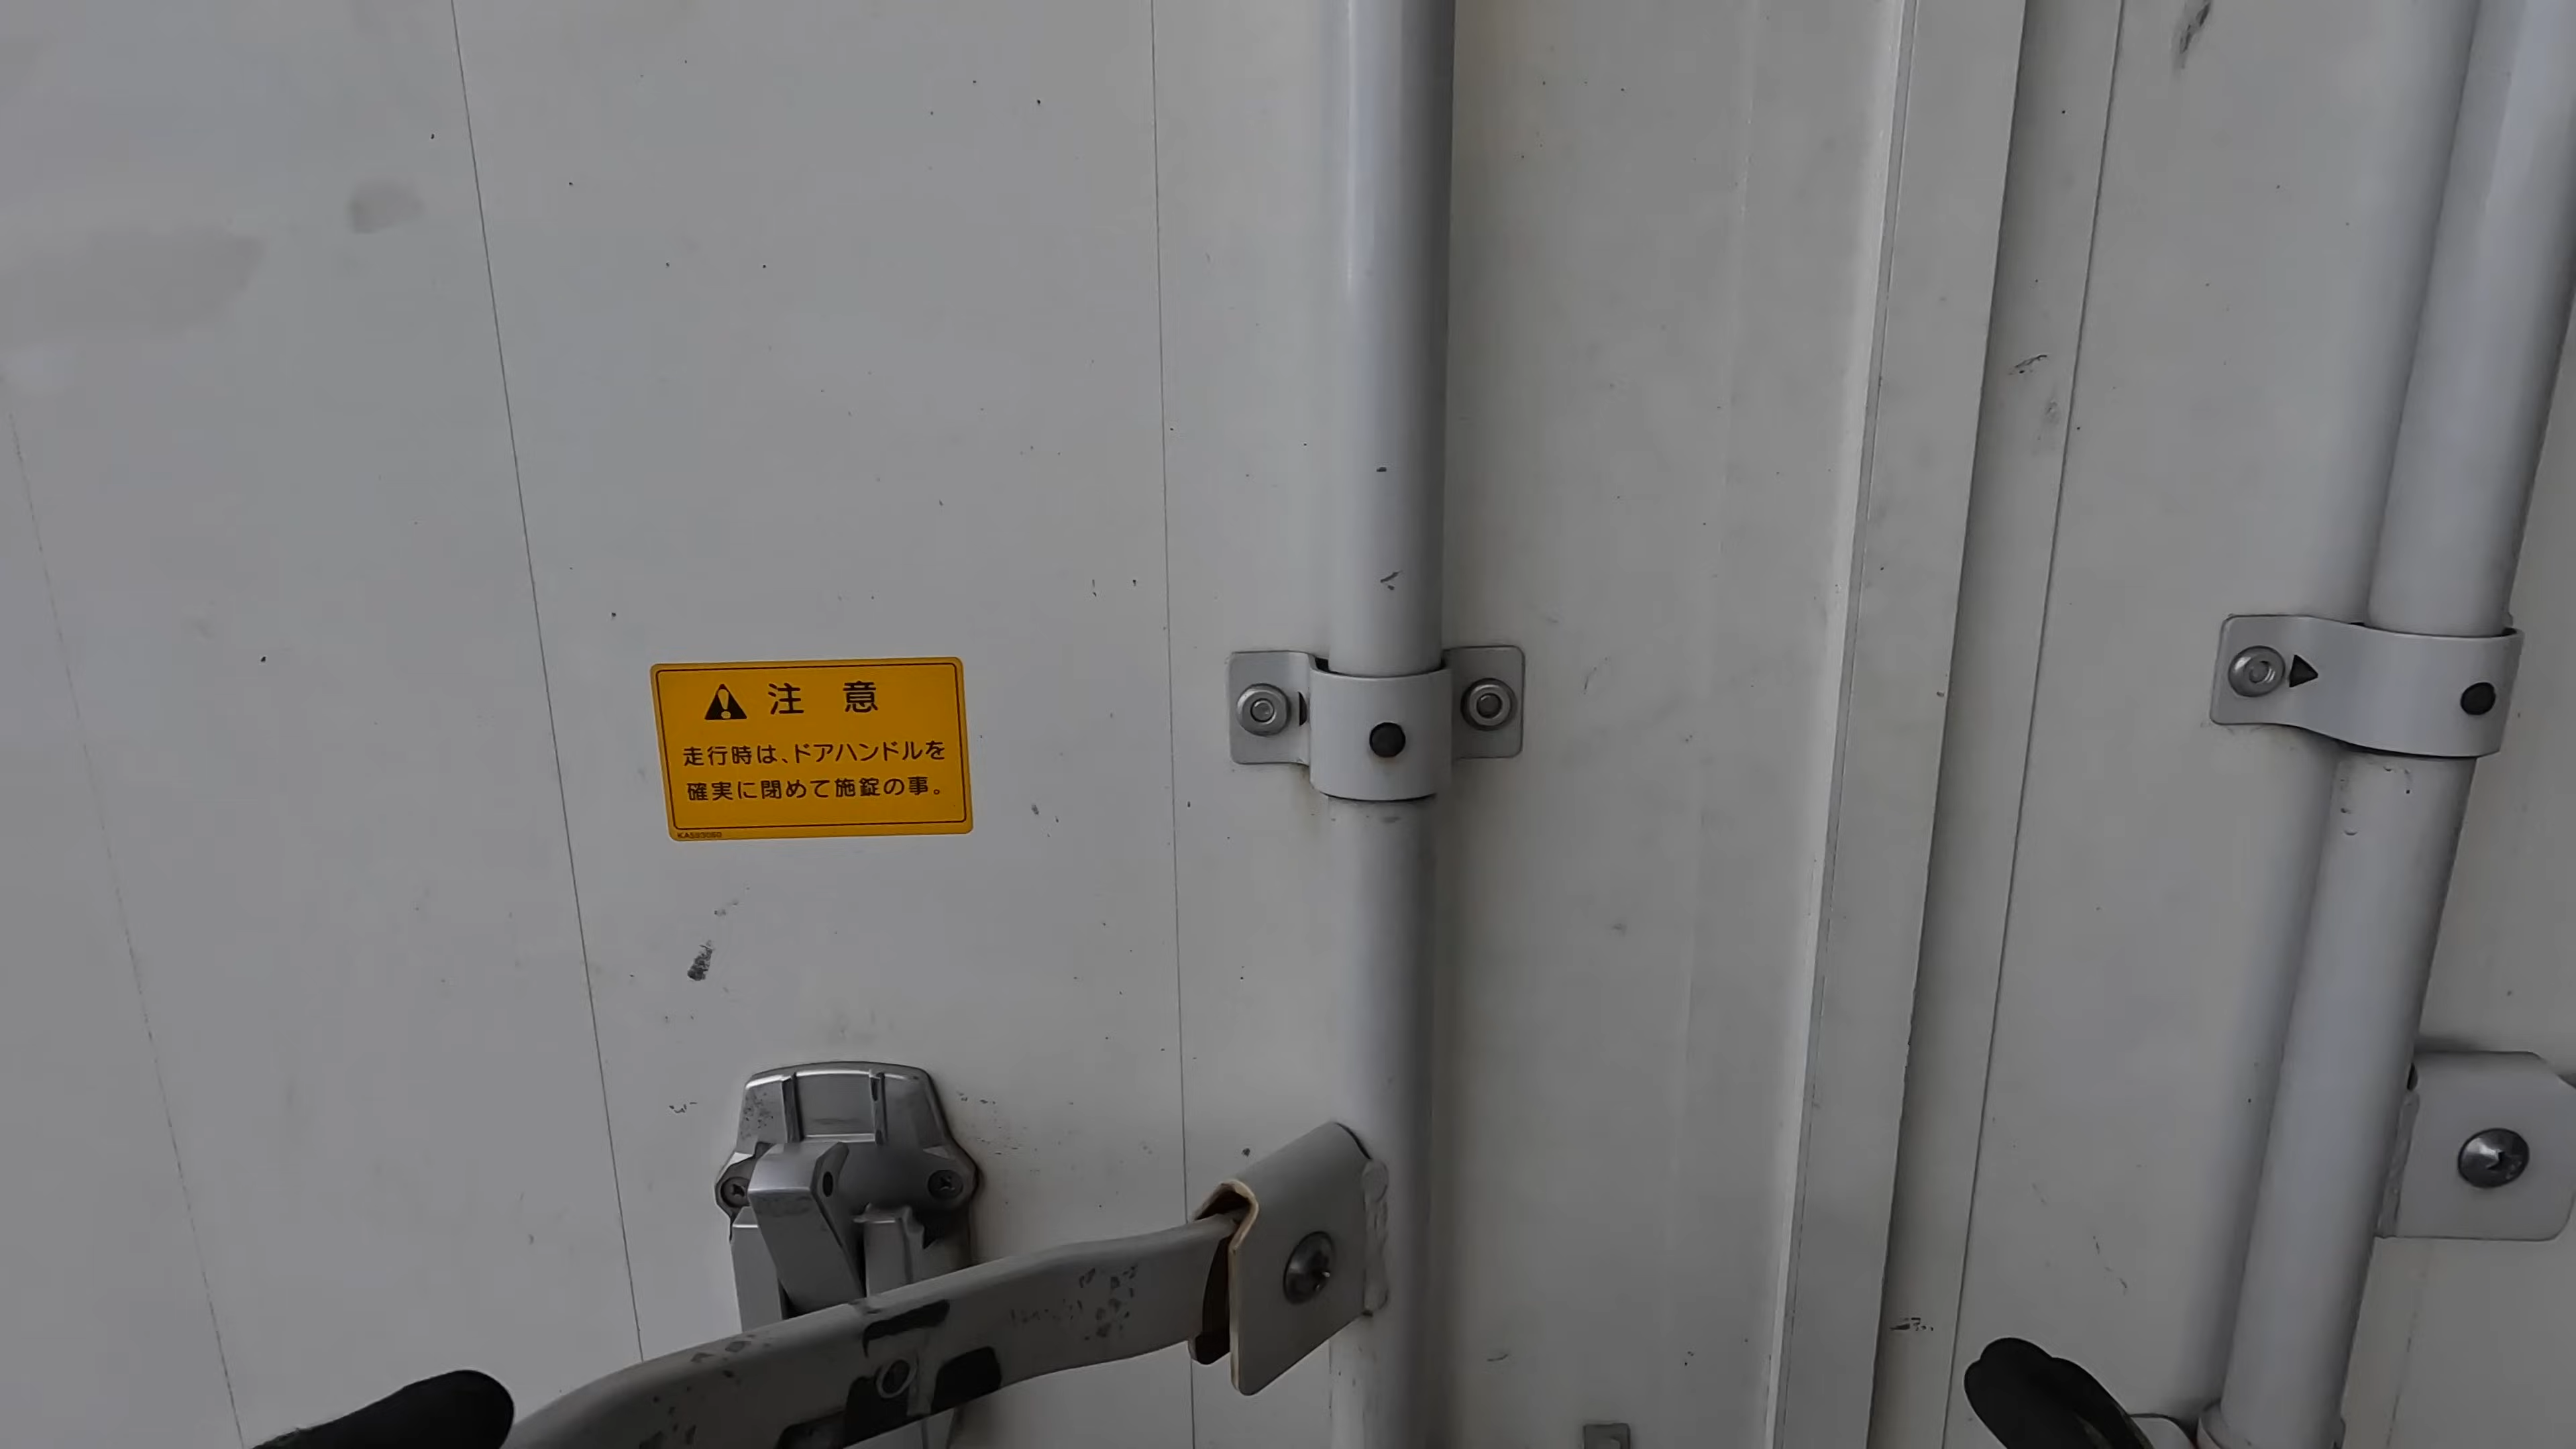 注 意
走行時は、ドアハンドルを
確実に閉めて施錠の事。